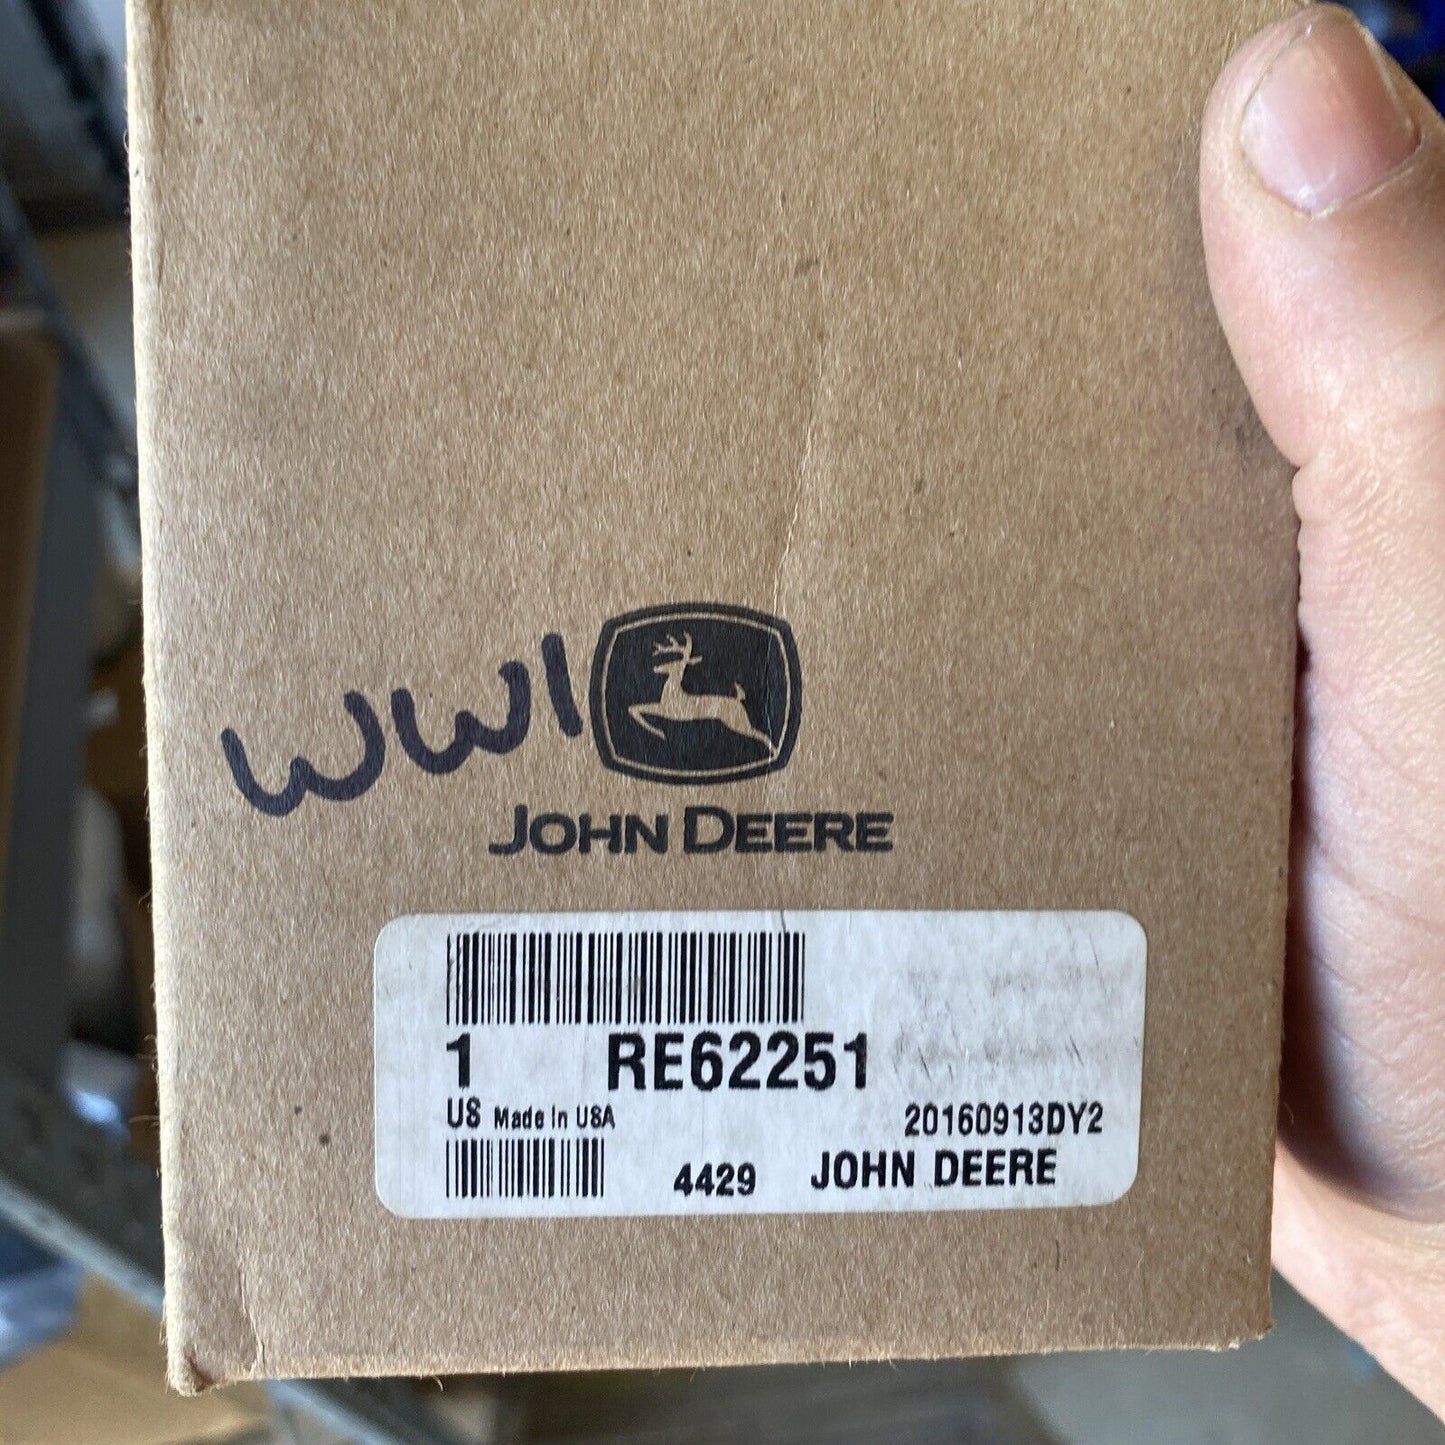 WWI
JOHN DEERE
1 RE62251
US Made in USA 20160913DY2
4429 JOHN DEERE